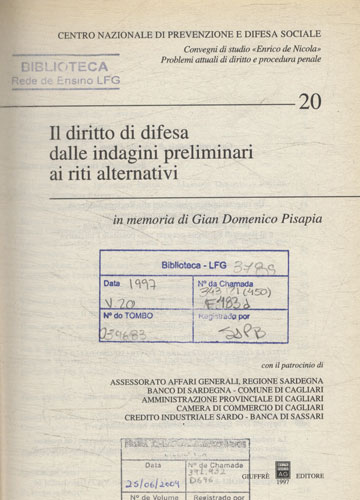 CENTRO NAZIONALE DI PREVENZIONE E DIFESA SOCIALE
Convegni di studio «Enrico de Nicola»
Problemi attuali di diritto e procedura penale
BIBLIOTECA
Rede de Ensino LFG
20
Il diritto di difesa
dalle indagini preliminari
ai riti alternativi
in memoria di Gian Domenico Pisapia
Biblioteca - LFG
Data 1997
Nº da Chamada
343.1 (450)
E483d
V 20
Nº do TOMBO
Registrado por
con il patrocinio di
ASSESSORATO AFFARI GENERALI, REGIONE SARDEGNA
BANCO DI SARDEGNA - COMUNE DI CAGLIARI
AMMINISTRAZIONE PROVINCIALE DI CAGLIARI
CAMERA DI COMMERCIO DI CAGLIARI
CREDITO INDUSTRIALE SARDO - BANCA DI SASSARI
Data
Nº da Chamada
25/06/2004
Nº de Volume
Registrado por
GIUFFRÈ EDITORE
1997